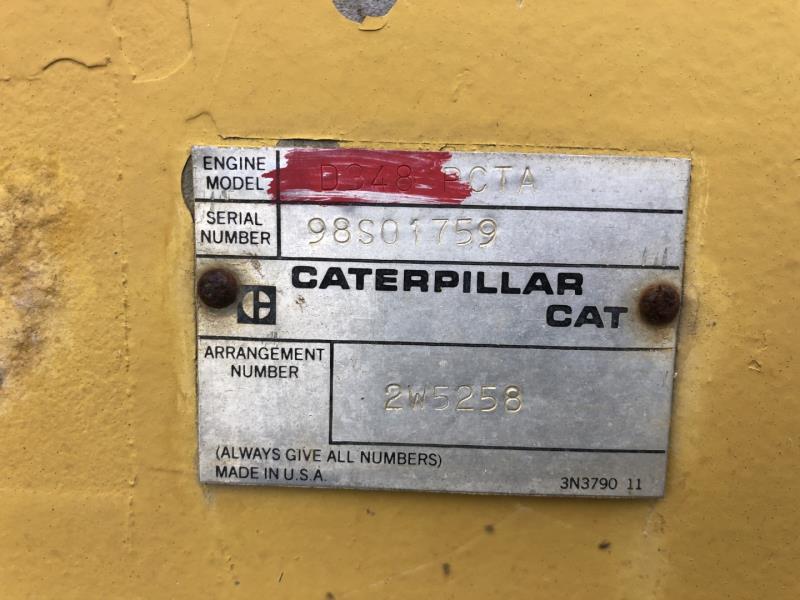 ENGINE
MODEL
D348 PCTA
SERIAL
NUMBER
98S01759
CATERPILLAR
CAT
ARRANGEMENT
NUMBER
2W5258
(ALWAYS GIVE ALL NUMBERS)
MADE IN U.S.A.
3N3790 11